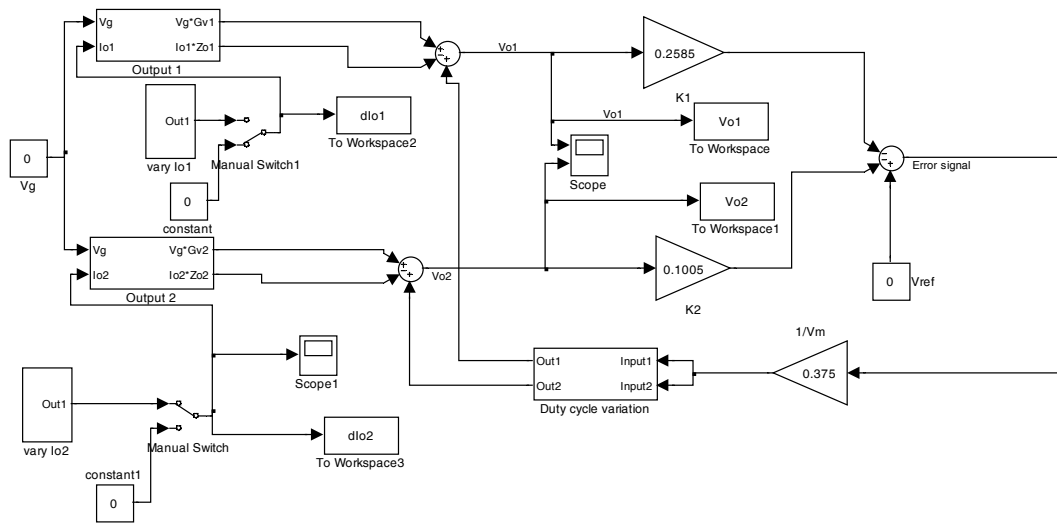 Vg
Io1
Vg*Gv1
Io1*Zo1
Output 1
Out1
vary Io1
Manual Switch1
0
constant
dIo1
To Workspace2
0
Vg
Vo1
0.2585
K1
Vo1
Vo1
To Workspace
Scope
Vo2
To Workspace1
Error signal
0
Vref
Vg
Io2
Vg*Gv2
Io2*Zo2
Output 2
Vo2
0.1005
K2
Scope1
Out1
vary Io2
Manual Switch
dIo2
To Workspace3
constant1
0
Out1
Out2
Input1
Input2
Duty cycle variation
1/Vm
0.375